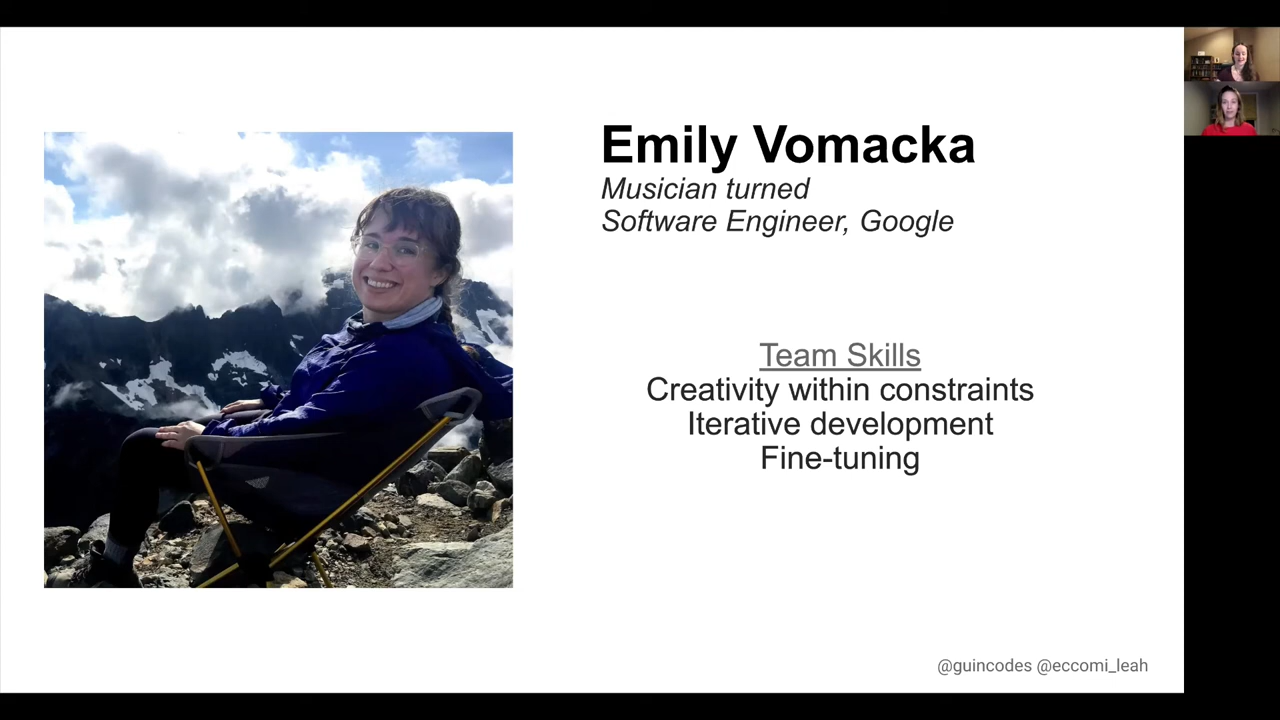 Emily Vomacka
Musician turned
Software Engineer, Google
Team Skills
Creativity within constraints
Iterative development
Fine-tuning
@guincodes @eccomi_leah